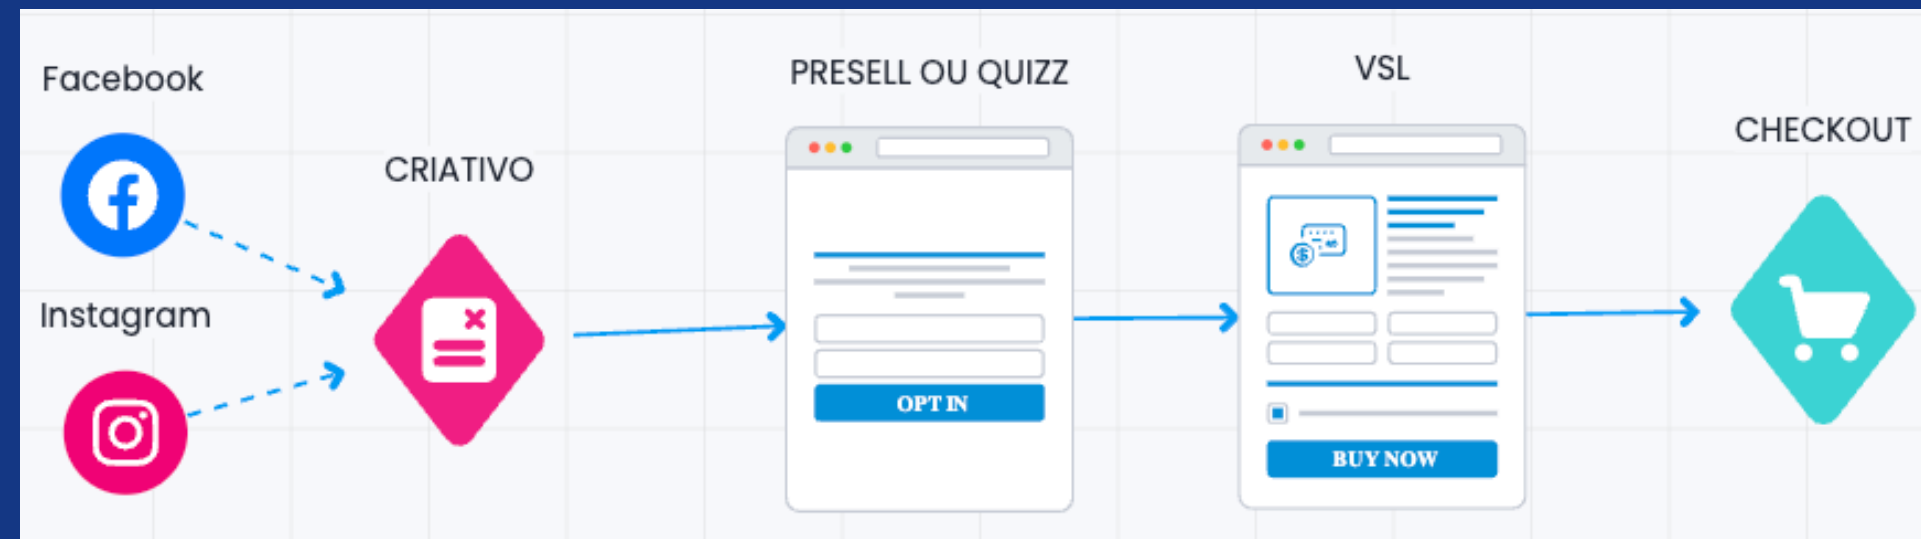 Facebook
Instagram
CRIATIVO
PRESELL OU QUIZZ
OPT IN
VSL
BUY NOW
CHECKOUT